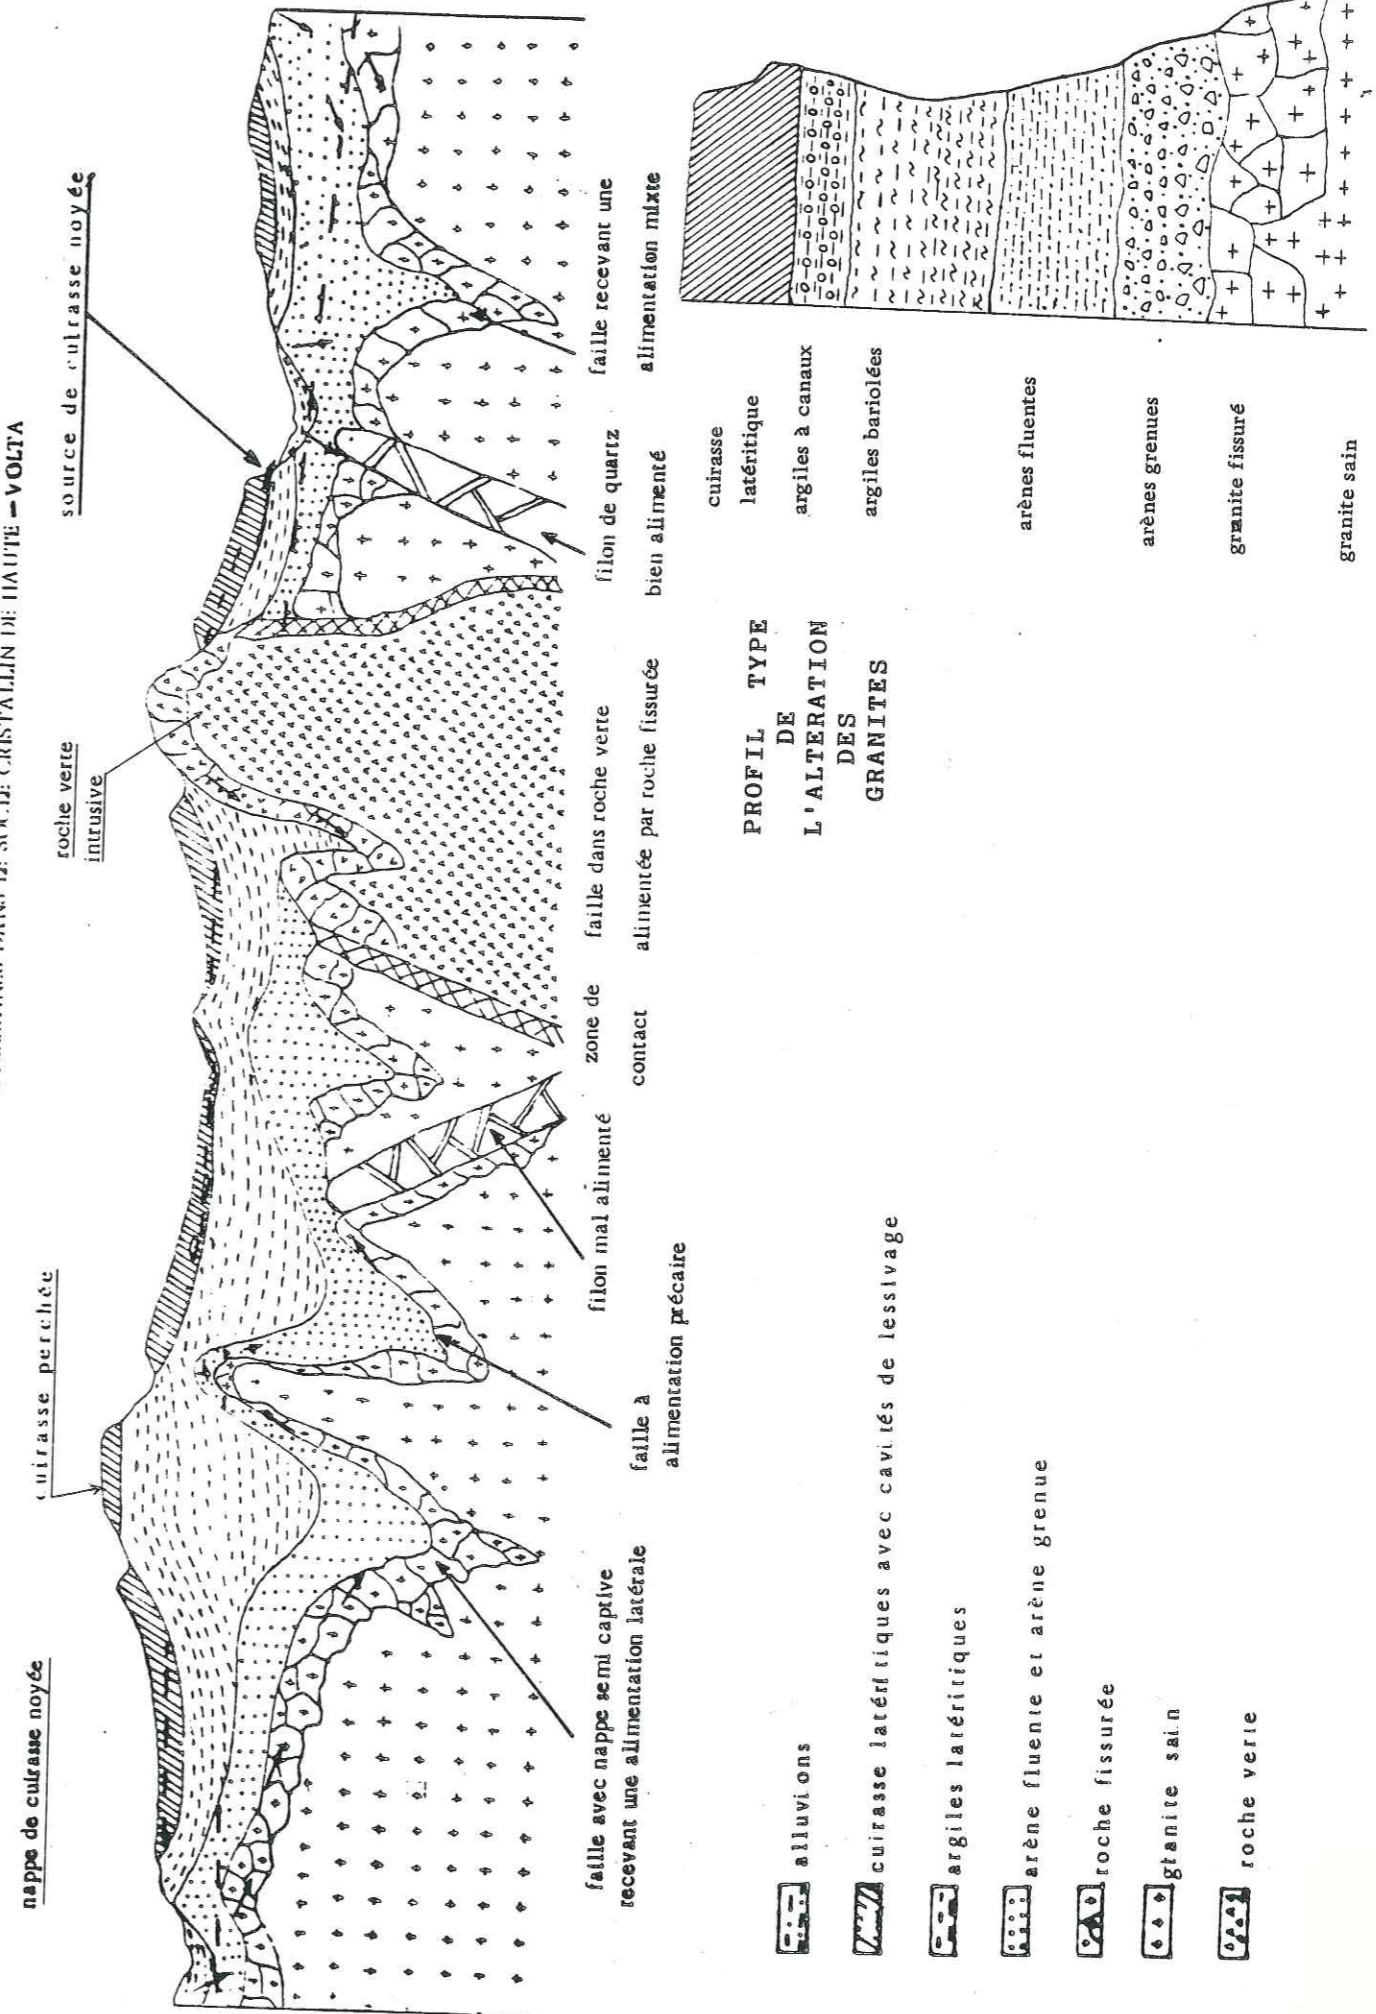 DE HAUTE — VOLTA
nappe de cuirasse noyée
cuirasse perchée
roche verte
intrusive
source de cuirasse noyée
faille avec nappe semi captive
recevant une alimentation latérale
faille à
alimentation précaire
filon mal alimenté
zone de
contact
faille dans roche verte
alimentée par roche fissurée
filon de quartz
bien alimenté
faille recevant une
alimentation mixte
alluvions
cuirasse latéritiques avec cavités de lessivage
argiles latéritiques
arène fluente et arène grenue
roche fissurée
granite sain
roche verte
PROFIL TYPE
DE
L'ALTERATION
DES
GRANITES
cuirasse
latéritique
argiles à canaux
argiles bariolées
arènes fluentes
arènes grenues
granite fissuré
granite sain